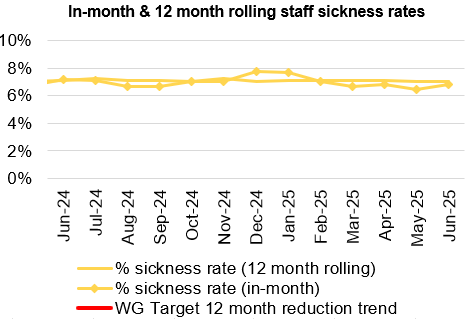 In-month & 12 month rolling staff sickness rates
10%
8%
6%
4%
2%
0%
Jun-24
Jul-24
Aug-24
Sep-24
Oct-24
Nov-24
Dec-24
Jan-25
Feb-25
Mar-25
Apr-25
May-25
Jun-25
% sickness rate (12 month rolling)
% sickness rate (in-month)
WG Target 12 month reduction trend